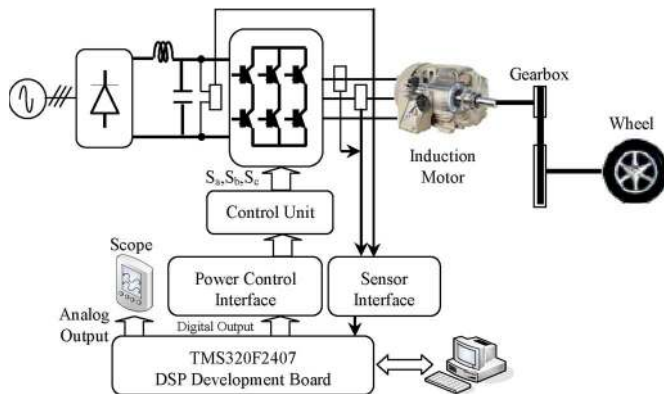 Gearbox
Wheel
Induction
Motor
Sa,Sb,Sc
Control Unit
Scope
Power Control
Interface
Sensor
Interface
Analog
Output
Digital Output
TMS320F2407
DSP Development Board